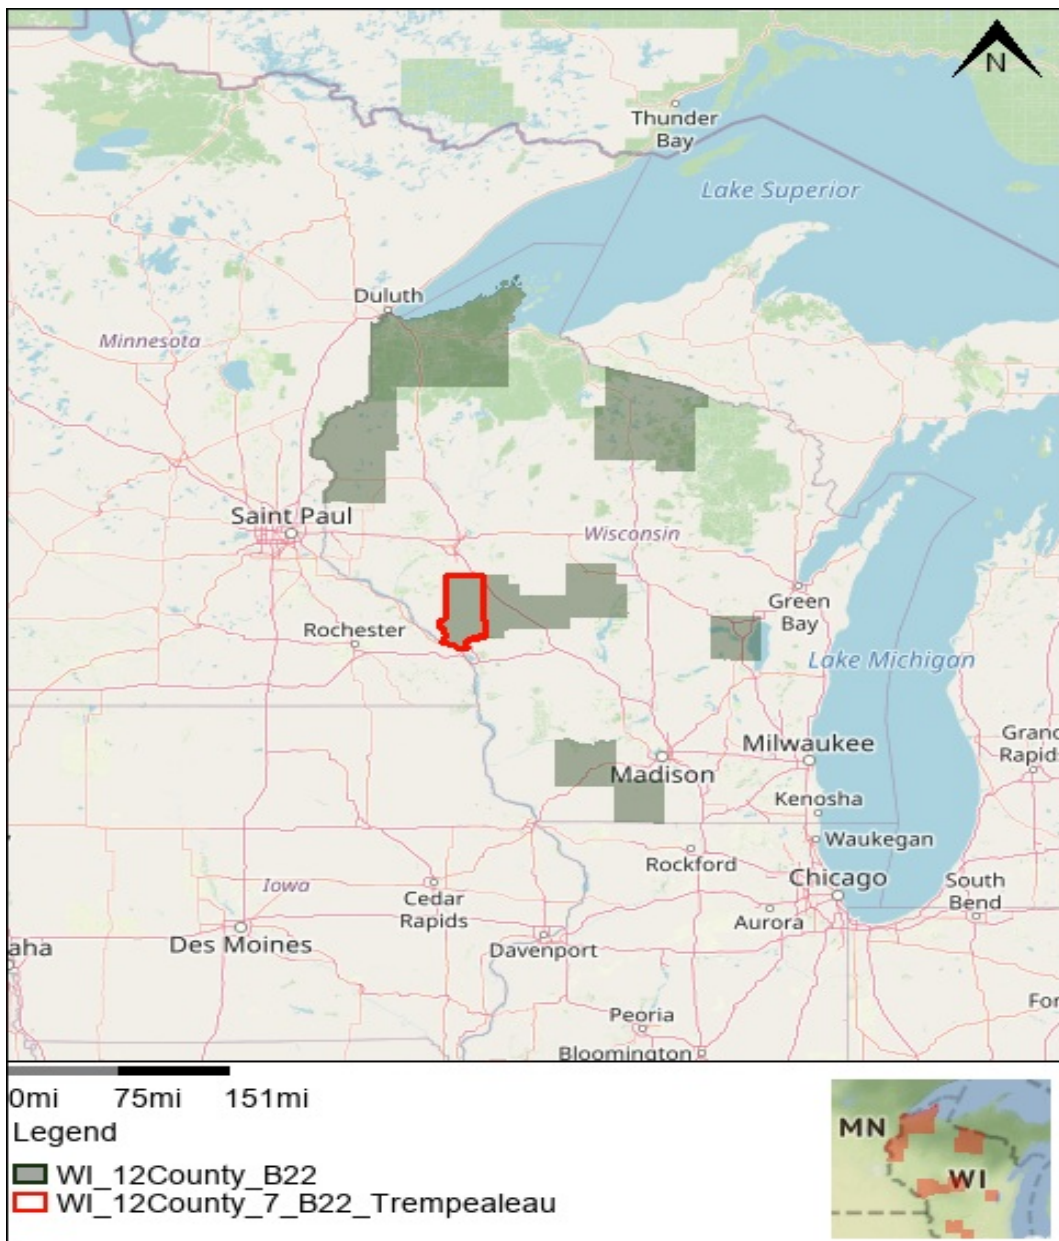 N
Thunder
Bay
Lake Superior
Duluth
Minnesota
Saint Paul
Wisconsin
Green
Bay
Rochester
Lake Michigan
Grand
Rapids
Milwaukee
Madison
Kenosha
Waukegan
Rockford
Chicago
Iowa
South
Bend
Cedar
Rapids
Aurora
Des Moines
aha
Davenport
For
Peoria
Bloomington
0mi 75mi 151mi
Legend
WI_12County_B22
WI_12County_7_B22_Trempealeau
MN
WI